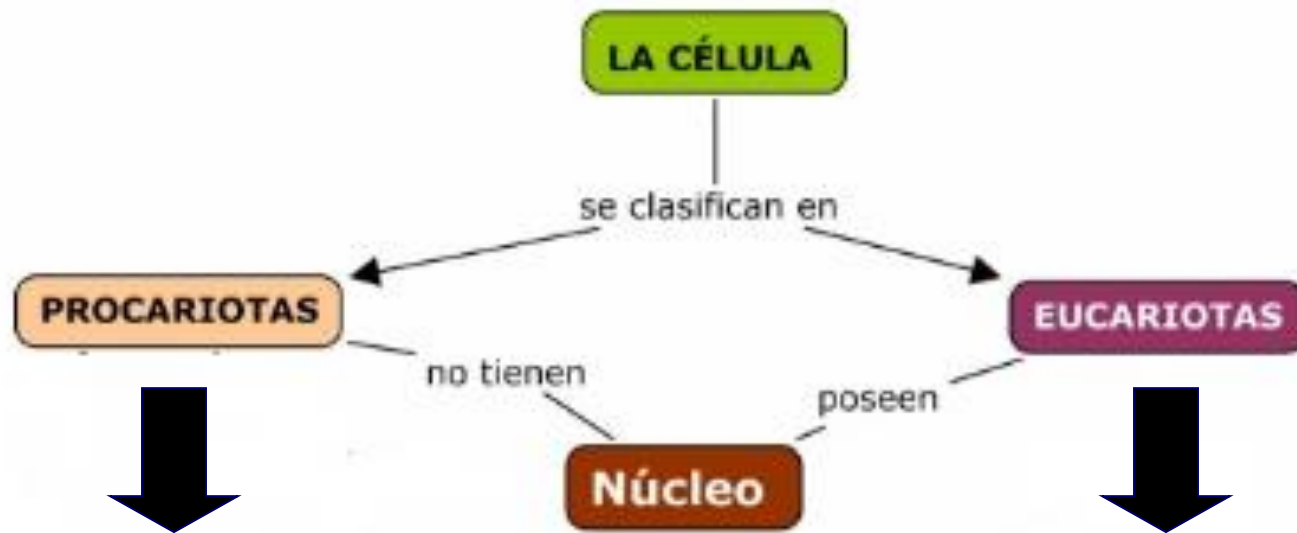 LA CÉLULA
se clasifican en
PROCARIOTAS
EUCARIOTAS
no tienen
poseen
Núcleo